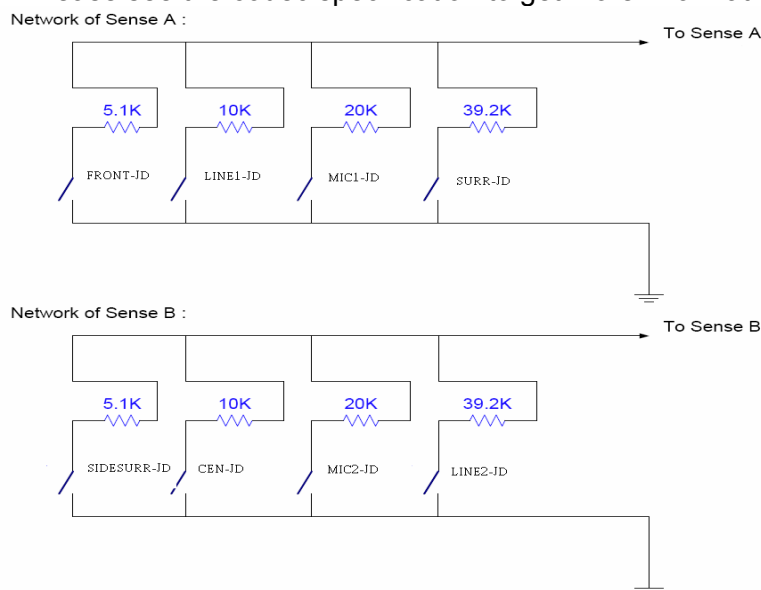 Network of Sense A :
To Sense A
5.1K 10K 20K 39.2K
FRONT-JD LINE1-JD MIC1-JD SURR-JD
Network of Sense B :
To Sense B
5.1K 10K 20K 39.2K
SIDESURR-JD CEN-JD MIC2-JD LINE2-JD